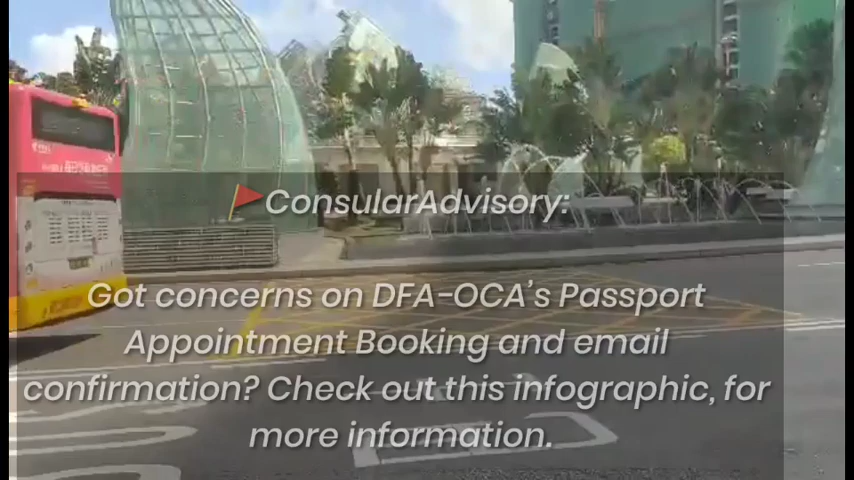 🚩ConsularAdvisory:
Got concerns on DFA-OCA's Passport
Appointment Booking and email
confirmation? Check out this infographic, for
more information.